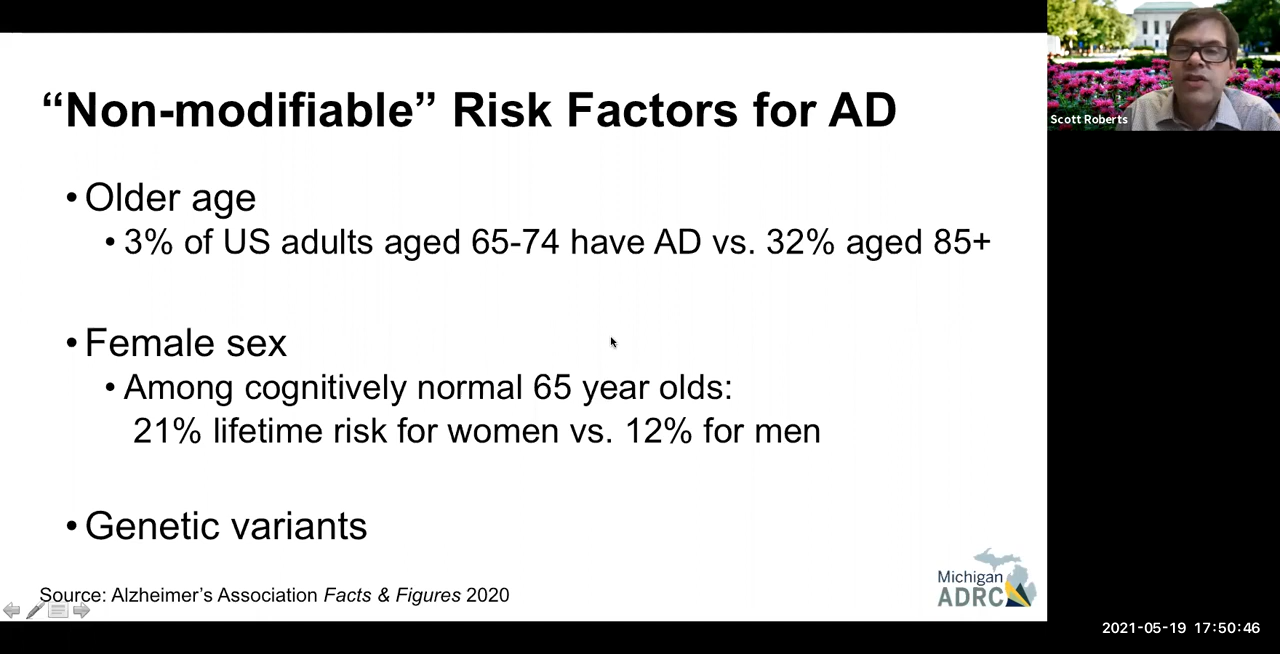 “Non-modifiable” Risk Factors for AD
• Older age
• 3% of US adults aged 65-74 have AD vs. 32% aged 85+
• Female sex
• Among cognitively normal 65 year olds:
21% lifetime risk for women vs. 12% for men
• Genetic variants
Source: Alzheimer’s Association Facts & Figures 2020
Michigan
ADRC
Scott Roberts
2021-05-19 17:50:46